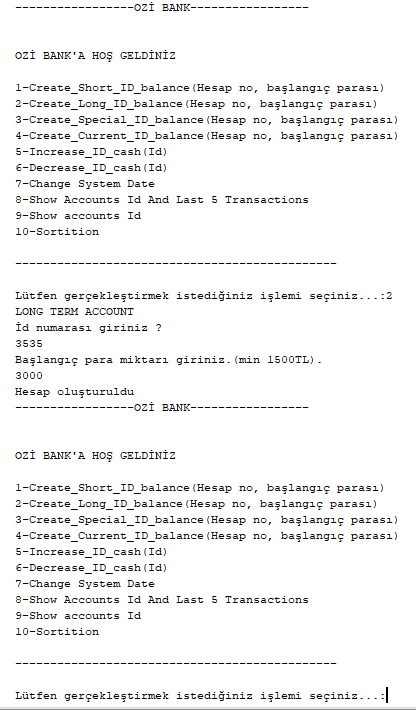 -----------------OZİ BANK-----------------
OZİ BANK'A HOŞ GELDİNİZ
1-Create_Short_ID_balance(Hesap no, başlangıç parası)
2-Create_Long_ID_balance(Hesap no, başlangıç parası)
3-Create_Special_ID_balance(Hesap no, başlangıç parası)
4-Create_Current_ID_balance(Hesap no, başlangıç parası)
5-Increase_ID_cash(Id)
6-Decrease_ID_cash(Id)
7-Change System Date
8-Show Accounts Id And Last 5 Transactions
9-Show accounts Id
10-Sortition
----------------------------------------------
Lütfen gerçekleştirmek istediğiniz işlemi seçiniz...:2
LONG TERM ACCOUNT
İd numarası giriniz ?
3535
Başlangıç para miktarı giriniz.(min 1500TL).
3000
Hesap oluşturuldu
-----------------OZİ BANK-----------------
OZİ BANK'A HOŞ GELDİNİZ
1-Create_Short_ID_balance(Hesap no, başlangıç parası)
2-Create_Long_ID_balance(Hesap no, başlangıç parası)
3-Create_Special_ID_balance(Hesap no, başlangıç parası)
4-Create_Current_ID_balance(Hesap no, başlangıç parası)
5-Increase_ID_cash(Id)
6-Decrease_ID_cash(Id)
7-Change System Date
8-Show Accounts Id And Last 5 Transactions
9-Show accounts Id
10-Sortition
----------------------------------------------
Lütfen gerçekleştirmek istediğiniz işlemi seçiniz...: